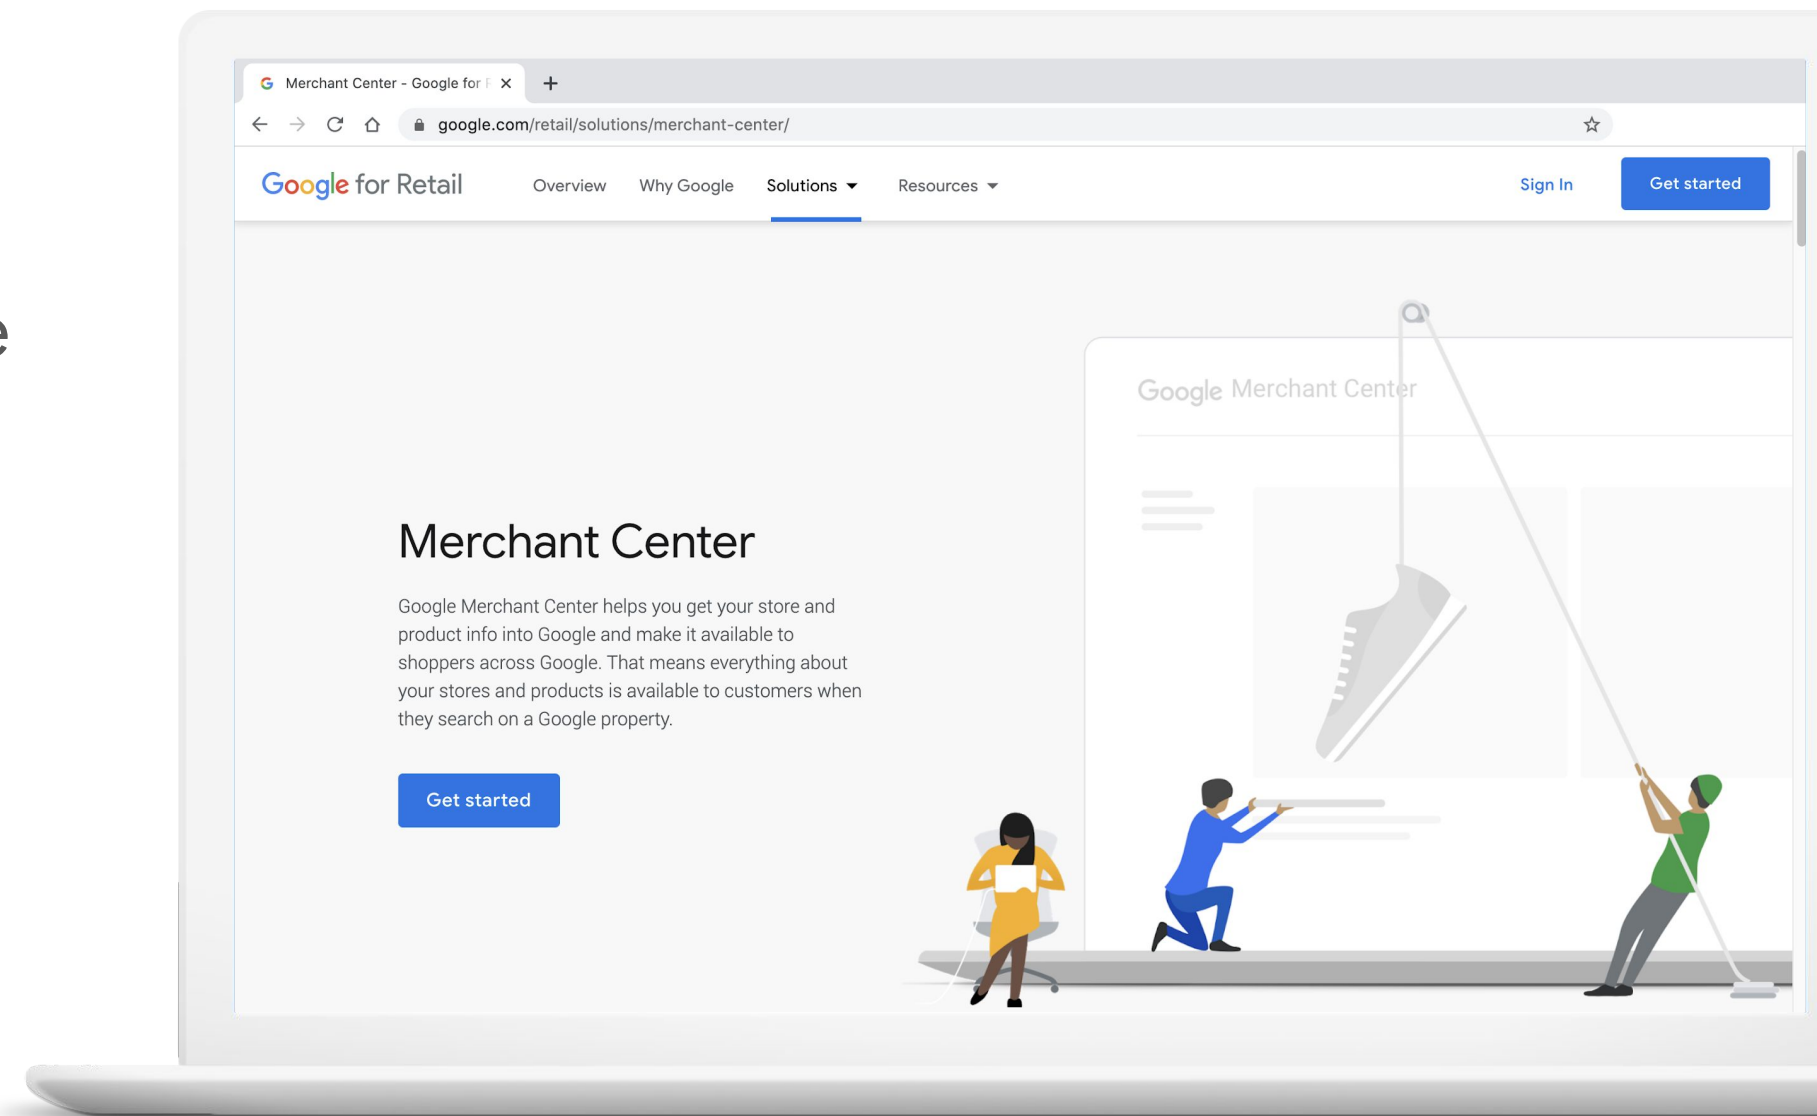 e
Merchant Center - Google for
google.com/retail/solutions/merchant-center/
Google for Retail
Overview
Why Google
Solutions
Resources
Sign In
Get started
Google Merchant Center
Merchant Center
Google Merchant Center helps you get your store and
product info into Google and make it available to
shoppers across Google. That means everything about
your stores and products is available to customers when
they search on a Google property.
Get started